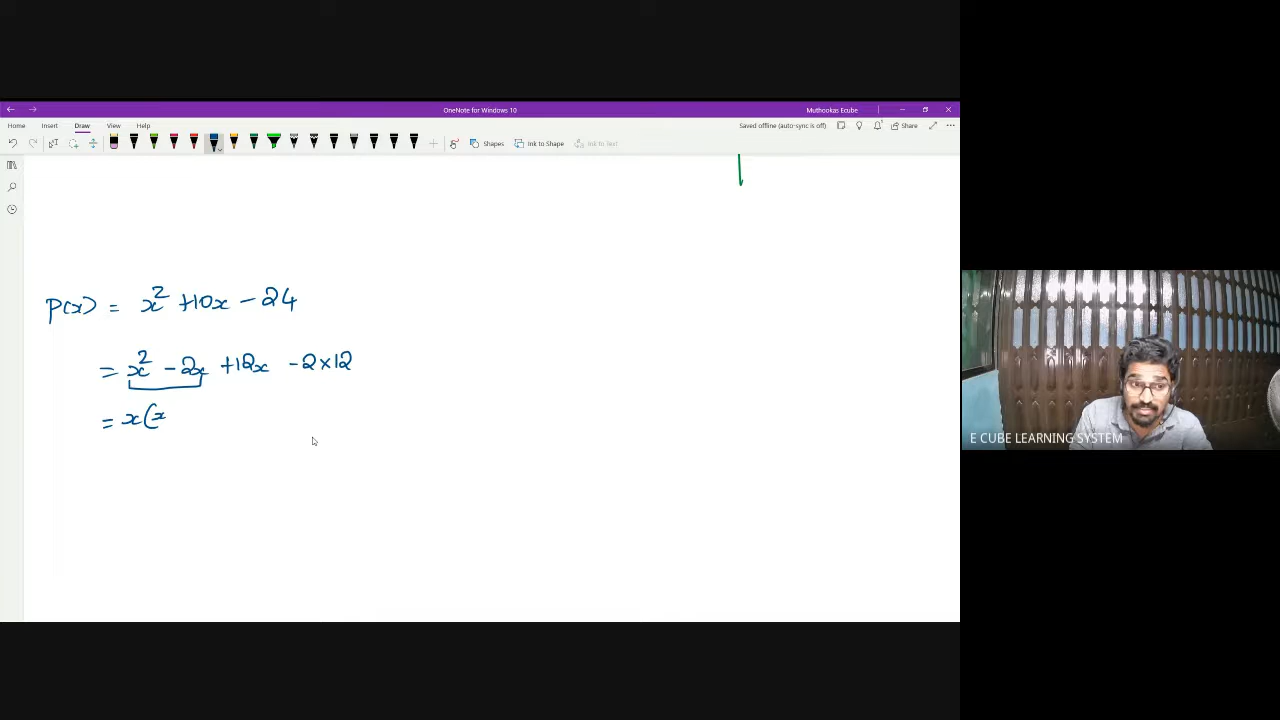 OneNote for Windows 10
Muthookas Ecube
Home Insert Draw View Help
Saved offline (auto-sync is off)
Share
Shapes
Ink to Shape
Ink to Text
P(x) = x² +10x - 24
= x² - 2x +12x - 2×12
= x(x
E CUBE LEARNING SYSTEM